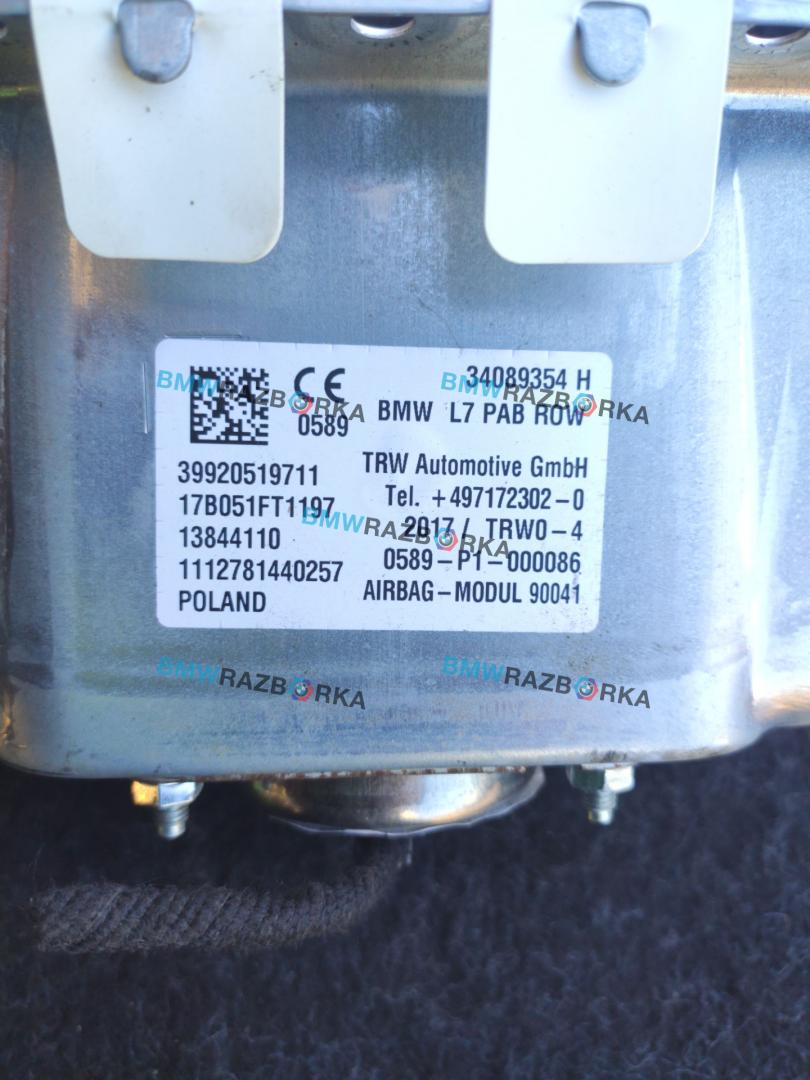 34089354 H
CE
0589
BMW L7 PAB ROW
39920519711
TRW Automotive GmbH
17B051FT1197
Tel. +497172302-0
13844110
2017 / TRW0-4
1112781440257
0589-P1-000086
POLAND
AIRBAG-MODUL 90041
BMWRAZBORKA
BMWRAZBORKA
BMWRAZBORKA
BMWRAZBORKA
BMWRAZBORKA